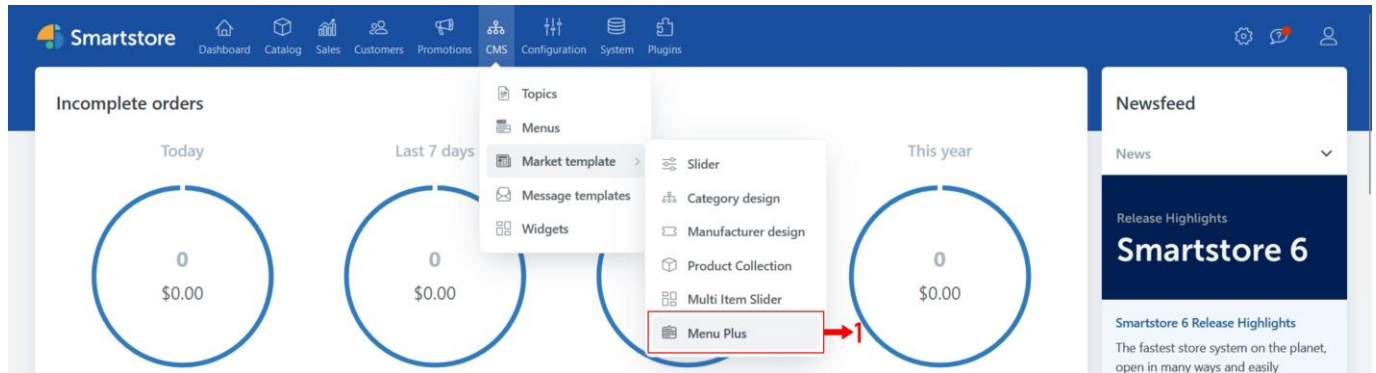 Smartstore
Dashboard
Catalog
Sales
Customers
Promotions
CMS
Configuration
System
Plugins
Incomplete orders
Today
0
$0.00
Last 7 days
0
$0.00
This year
0
$0.00
Topics
Menus
Market template
Message templates
Widgets
Slider
Category design
Manufacturer design
Product Collection
Multi Item Slider
Menu Plus
1
Newsfeed
News
Release Highlights
Smartstore 6
Smartstore 6 Release Highlights
The fastest store system on the planet,
open in many ways and easily